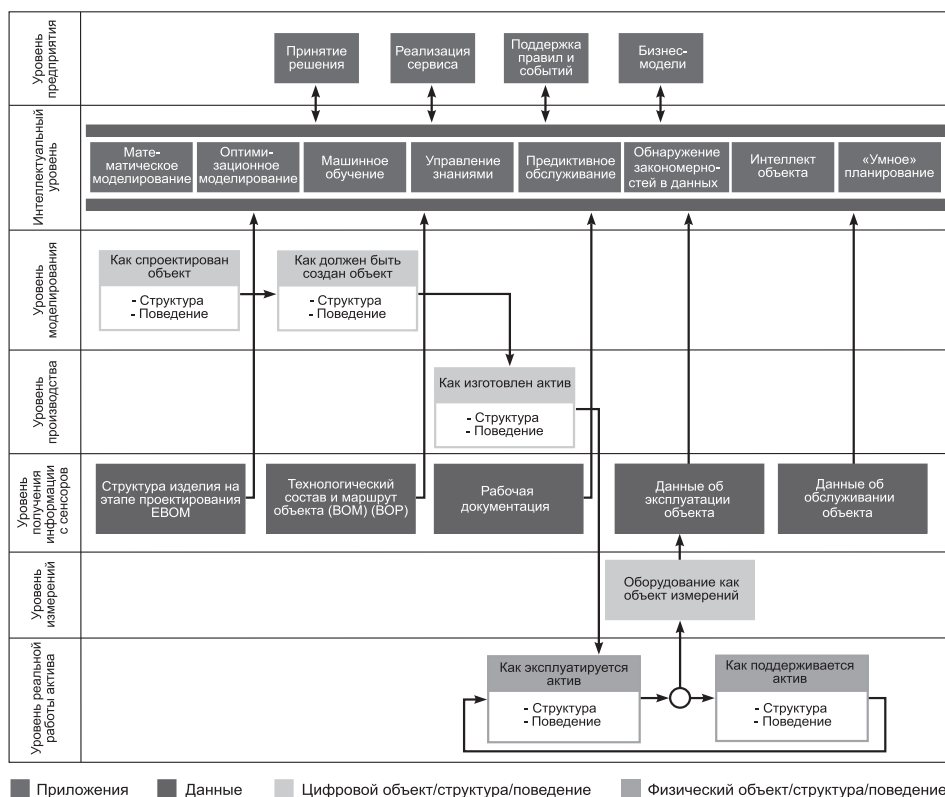 Уровень
предприятия
Принятие
решения
Реализация
сервиса
Поддержка
правил и
событий
Бизнес-
модели
Интеллектуальный
уровень
Мате-
матическое
моделирование
Оптими-
зационное
моделирование
Машинное
обучение
Управление
знаниями
Предиктивное
обслуживание
Обнаружение
закономерно-
стей в данных
Интеллект
объекта
«Умное»
планирование
Уровень
моделирования
Как спроектирован
объект
- Структура
- Поведение
Как должен быть
создан объект
- Структура
- Поведение
Уровень
производства
Как изготовлен актив
- Структура
- Поведение
Уровень
получения
информации
с сенсоров
Структура изделия на
этапе проектирования
EBOM
Технологический
состав и маршрут
объекта (BOM) (BOP)
Рабочая
документация
Данные об
эксплуатации
объекта
Данные об
обслуживании
объекта
Уровень
измерений
Оборудование как
объект измерений
Уровень реальной
работы актива
Как эксплуатируется
актив
- Структура
- Поведение
Как поддерживается
актив
- Структура
- Поведение
Приложения
Данные
Цифровой объект/структура/поведение
Физический объект/структура/поведение